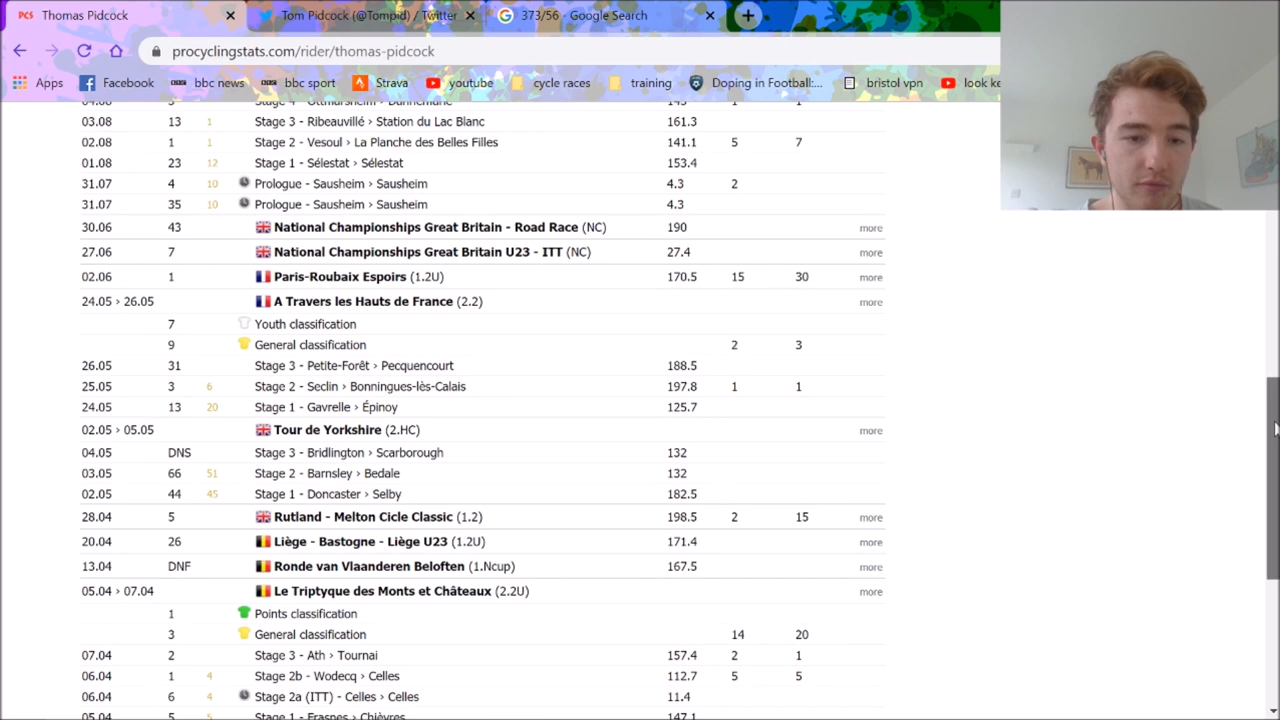 PCS Thomas Pidcock Tom Pidcock (@Tompid) / Twitter 373/56 - Google Search
procyclingstats.com/rider/thomas-pidcock
Apps Facebook bbc news bbc sport Strava youtube cycle races training Doping in Football:... bristol vpn look ke
03.08 13 1 Stage 3 - Ribeauvillé › Station du Lac Blanc 161.3
02.08 1 1 Stage 2 - Vesoul › La Planche des Belles Filles 141.1 5 7
01.08 23 12 Stage 1 - Sélestat › Sélestat 153.4
31.07 4 10 Prologue - Sausheim › Sausheim 4.3 2
31.07 35 10 Prologue - Sausheim › Sausheim 4.3
30.06 43 National Championships Great Britain - Road Race (NC) 190 more
27.06 7 National Championships Great Britain U23 - ITT (NC) 27.4 more
02.06 1 Paris-Roubaix Espoirs (1.2U) 170.5 15 30 more
24.05 › 26.05 A Travers les Hauts de France (2.2) more
7 Youth classification
9 General classification 2 3
26.05 31 Stage 3 - Petite-Forêt › Pecquencourt 188.5
25.05 3 6 Stage 2 - Seclin › Bonningues-lès-Calais 197.8 1 1
24.05 13 20 Stage 1 - Gavrelle › Épinoy 125.7
02.05 › 05.05 Tour de Yorkshire (2.HC) more
04.05 DNS Stage 3 - Bridlington › Scarborough 132
03.05 66 51 Stage 2 - Barnsley › Bedale 132
02.05 44 45 Stage 1 - Doncaster › Selby 182.5
28.04 5 Rutland - Melton Cicle Classic (1.2) 198.5 2 15 more
20.04 26 Liège - Bastogne - Liège U23 (1.2U) 171.4 more
13.04 DNF Ronde van Vlaanderen Beloften (1.Ncup) 167.5 more
05.04 › 07.04 Le Triptyque des Monts et Châteaux (2.2U) more
1 Points classification
3 General classification 14 20
07.04 2 Stage 3 - Ath › Tournai 157.4 2 1
06.04 1 4 Stage 2b - Wodecq › Celles 112.7 5 5
06.04 6 4 Stage 2a (ITT) - Celles › Celles 11.4
05.04 5 5 Stage 1 - Frasnes › Chièvres 147.1